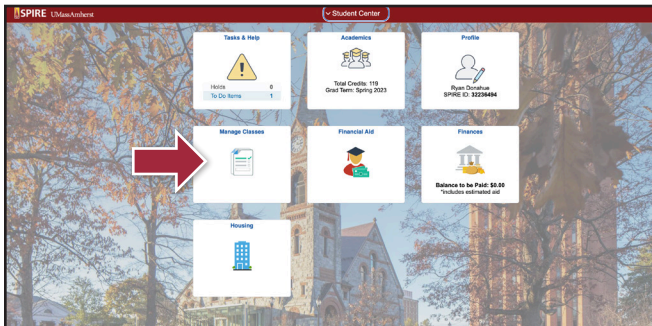 SPIRE UMassAmherst
Student Center
Tasks & Help
Holds 0
To Do Items 1
Academics
Total Credits: 119
Grad Term: Spring 2023
Profile
Ryan Donahue
SPIRE ID: 32236494
Manage Classes
Financial Aid
Finances
Balance to be Paid: $0.00
*includes estimated aid
Housing